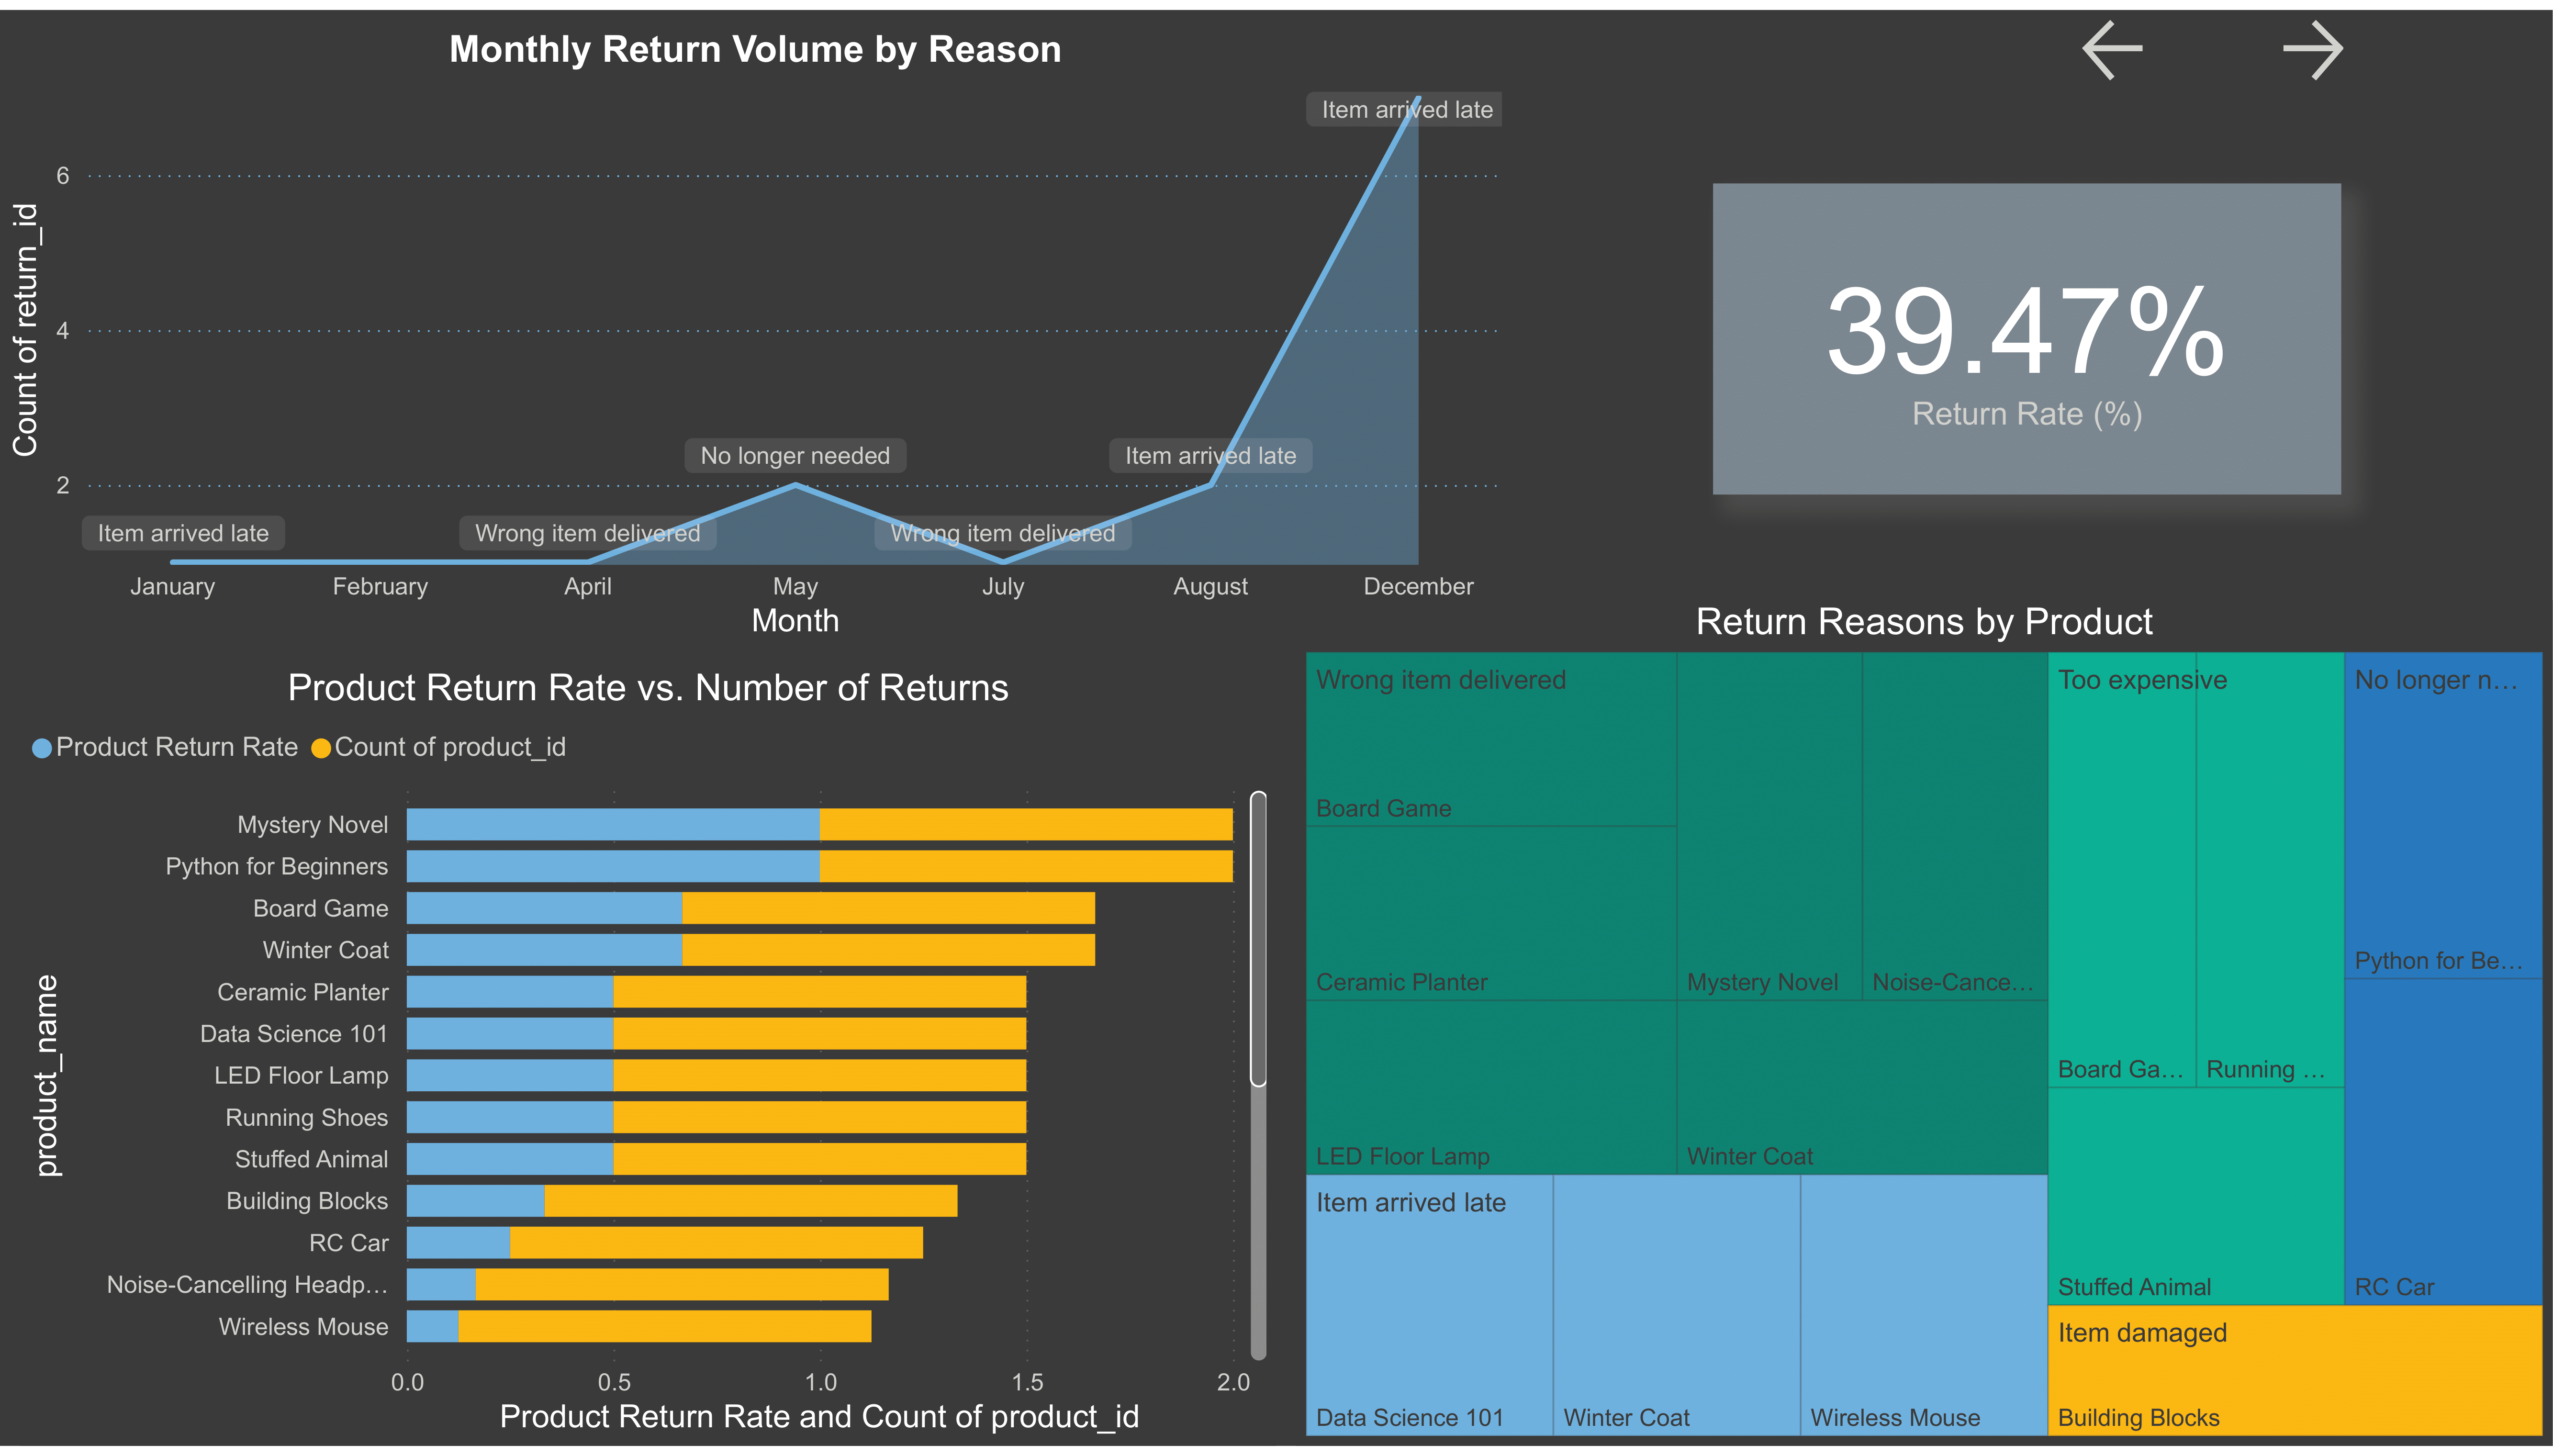 Monthly Return Volume by Reason
Count of return_id
6
4
2
Item arrived late
Wrong item delivered
No longer needed
Wrong item delivered
Item arrived late
Item arrived late
January
February
April
May
July
August
December
Month
39.47%
Return Rate (%)
Product Return Rate vs. Number of Returns
Product Return Rate
Count of product_id
product_name
Mystery Novel
Python for Beginners
Board Game
Winter Coat
Ceramic Planter
Data Science 101
LED Floor Lamp
Running Shoes
Stuffed Animal
Building Blocks
RC Car
Noise-Cancelling Headp…
Wireless Mouse
0.0
0.5
1.0
1.5
2.0
Product Return Rate and Count of product_id
Return Reasons by Product
Wrong item delivered
Board Game
Ceramic Planter
LED Floor Lamp
Mystery Novel
Noise-Cance…
Winter Coat
Item arrived late
Data Science 101
Winter Coat
Wireless Mouse
Too expensive
Board Ga…
Running …
Stuffed Animal
No longer n…
Python for Be…
RC Car
Item damaged
Building Blocks